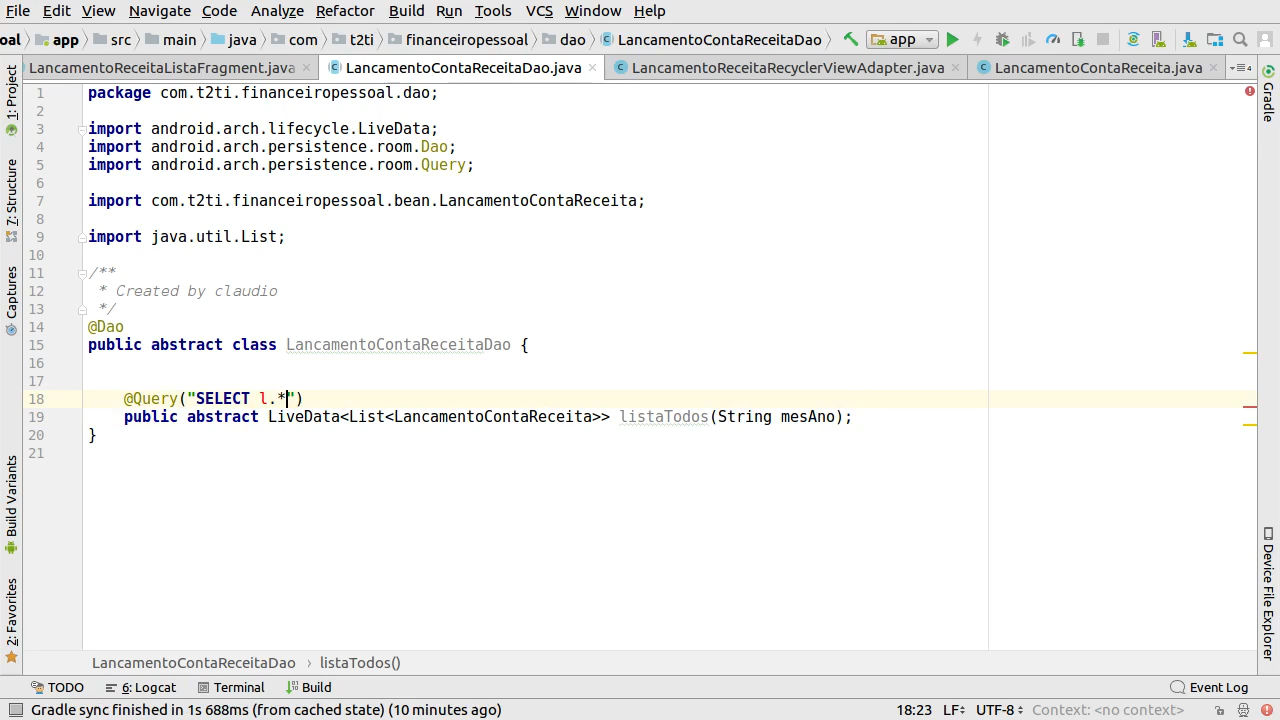 File Edit View Navigate Code Analyze Refactor Build Run Tools VCS Window Help
oal app src main java com t2ti financeiropessoal dao LancamentoContaReceitaDao app
LancamentoReceitaListaFragment.java LancamentoContaReceitaDao.java LancamentoReceitaRecyclerViewAdapter.java LancamentoContaReceita.java 4
1 package com.t2ti.financeiropessoal.dao;
2
3 import android.arch.lifecycle.LiveData;
4 import android.arch.persistence.room.Dao;
5 import android.arch.persistence.room.Query;
6
7 import com.t2ti.financeiropessoal.bean.LancamentoContaReceita;
8
9 import java.util.List;
10
11 /**
12 * Created by claudio
13 */
14 @Dao
15 public abstract class LancamentoContaReceitaDao {
16
17
18 @Query("SELECT l.*")
19 public abstract LiveData<List<LancamentoContaReceita>> listaTodos(String mesAno);
20 }
21
1: Project
7: Structure
Captures
Build Variants
2: Favorites
Gradle
Device File Explorer
LancamentoContaReceitaDao › listaTodos()
TODO 6: Logcat Terminal Build Event Log
Gradle sync finished in 1s 688ms (from cached state) (10 minutes ago) 18:23 LF UTF-8 Context: <no context>